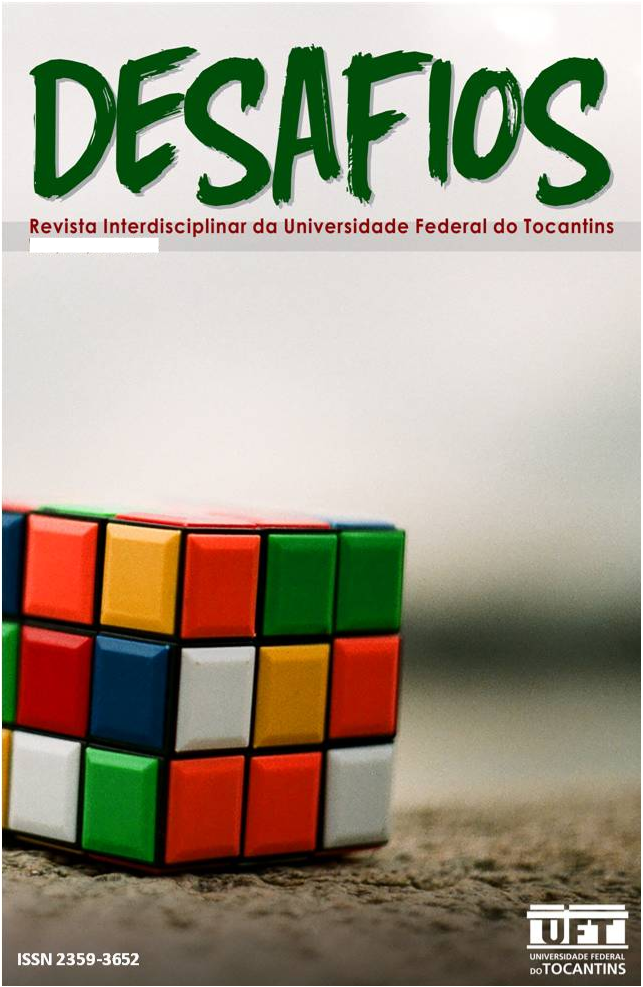 DESAFIOS
Revista Interdisciplinar da Universidade Federal do Tocantins
ISSN 2359-3652
UFT
UNIVERSIDADE FEDERAL
DO TOCANTINS